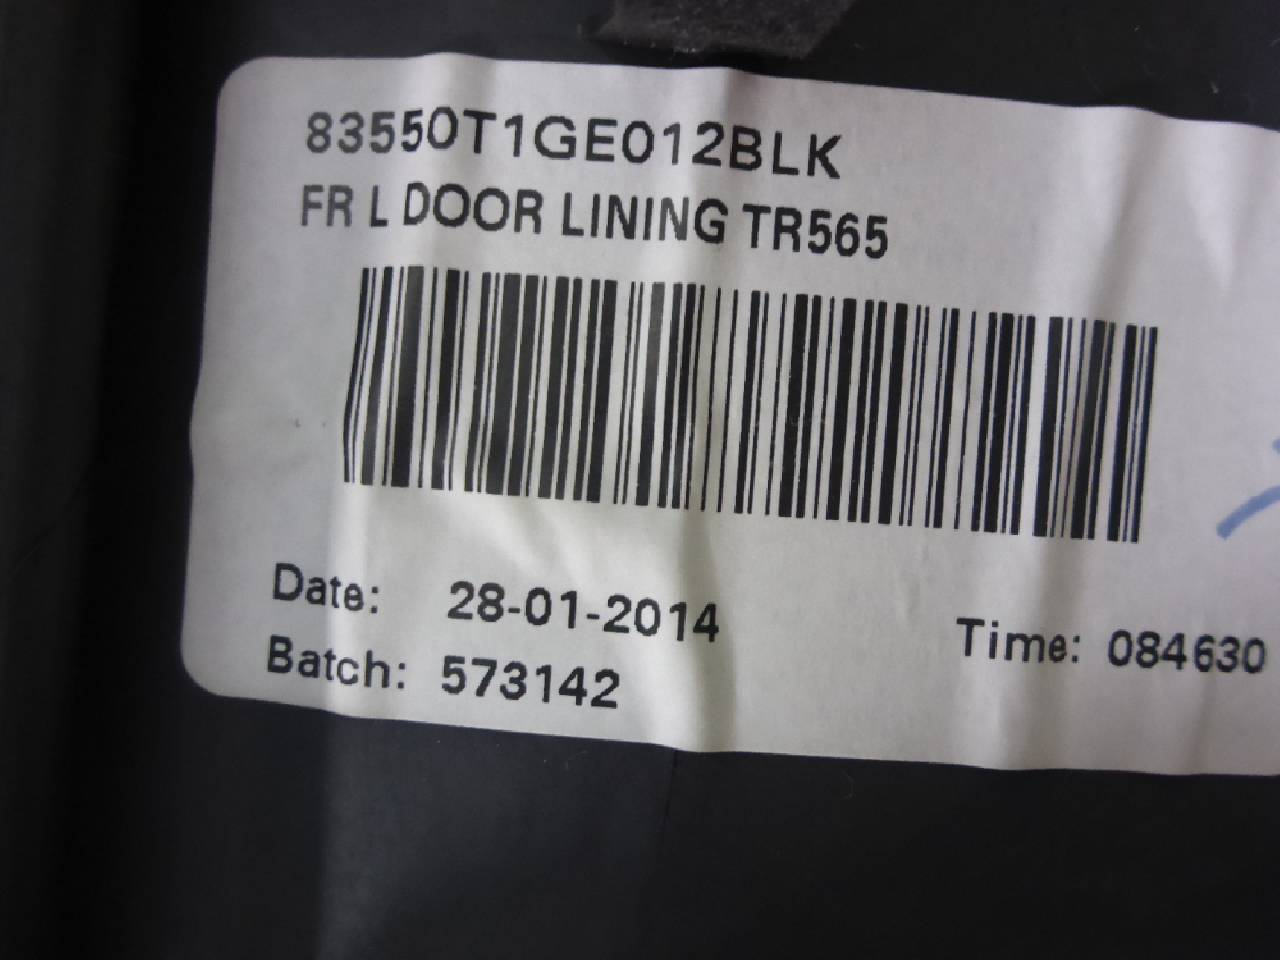 83550T1GE012BLK
FR L DOOR LINING TR565
Date: 28-01-2014
Time: 084630
Batch: 573142